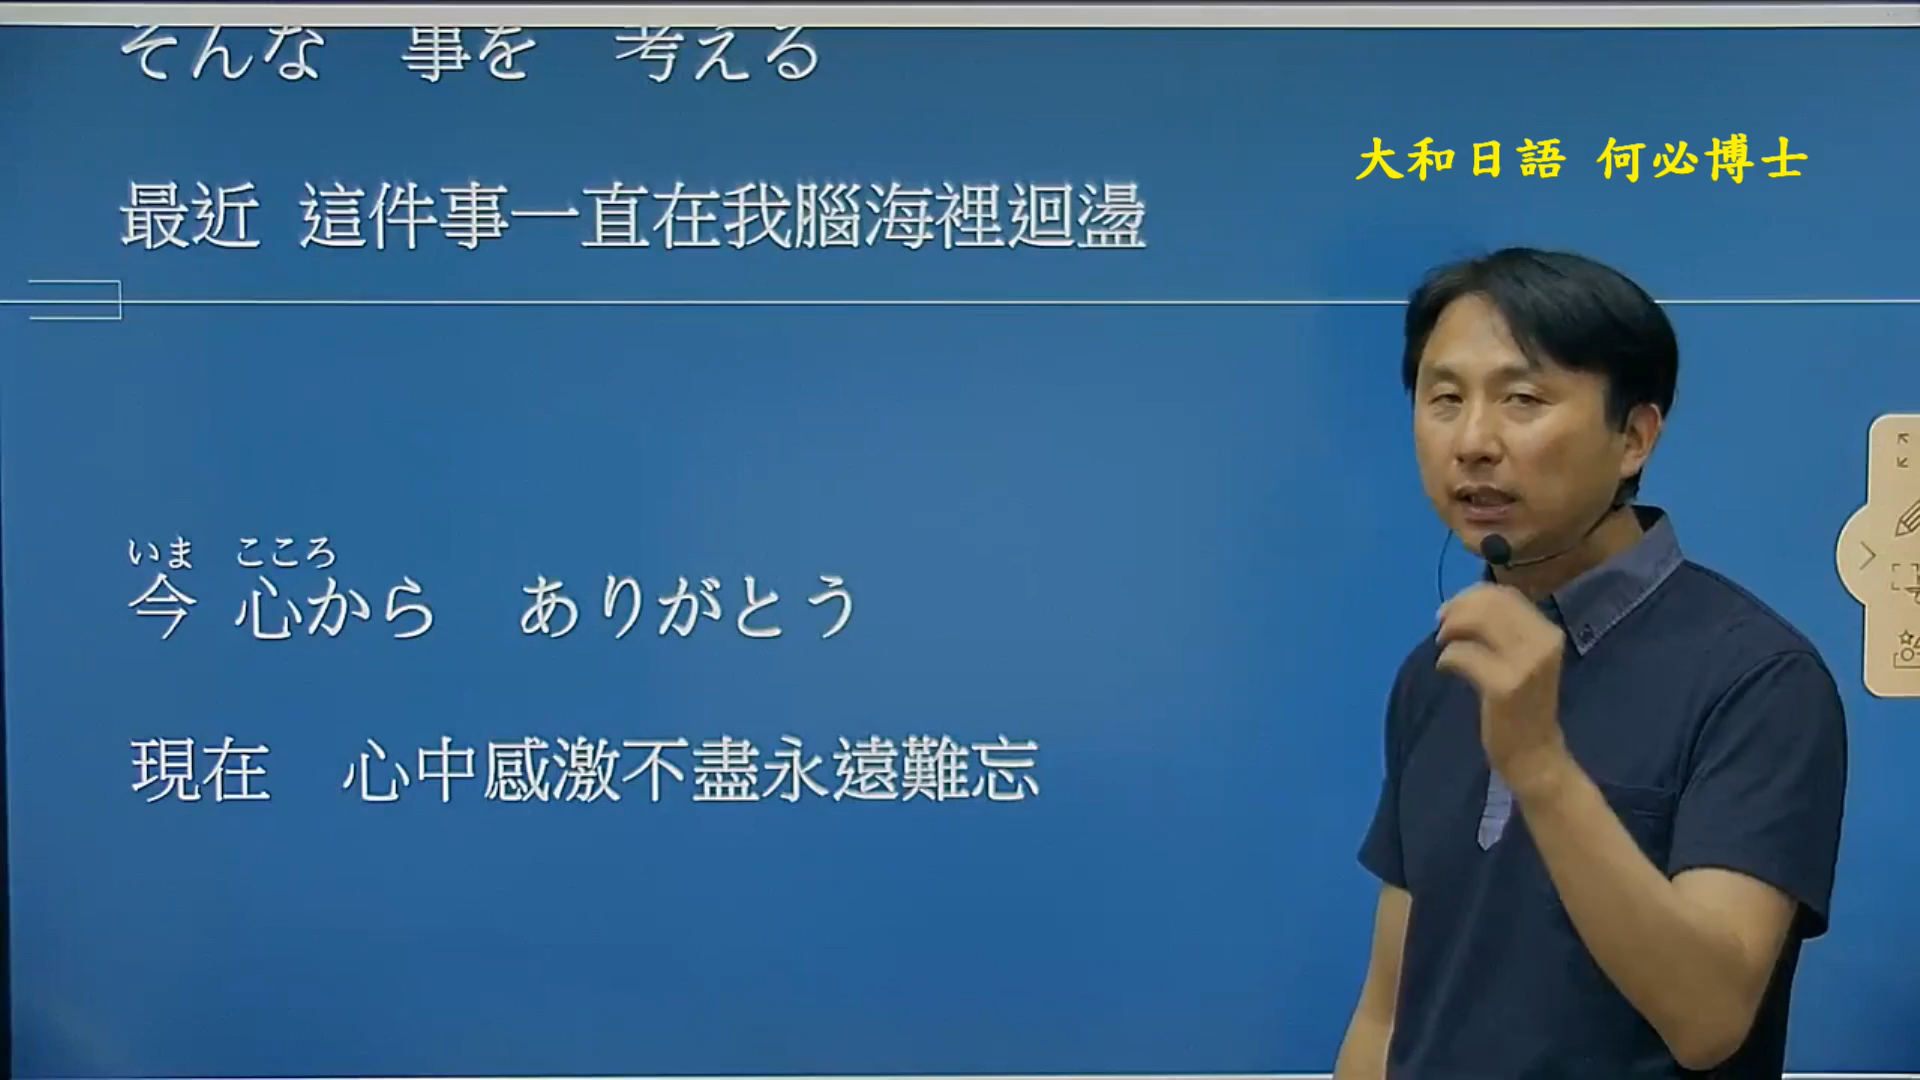 そんな 事を 考える
大和日語 何必博士
最近 這件事一直在我腦海裡迴盪
いま こころ
今 心から ありがとう
現在 心中感激不盡永遠難忘